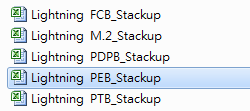 Lightning FCB_Stackup
Lightning M.2_Stackup
Lightning PDPB_Stackup
Lightning PEB_Stackup
Lightning PTB_Stackup